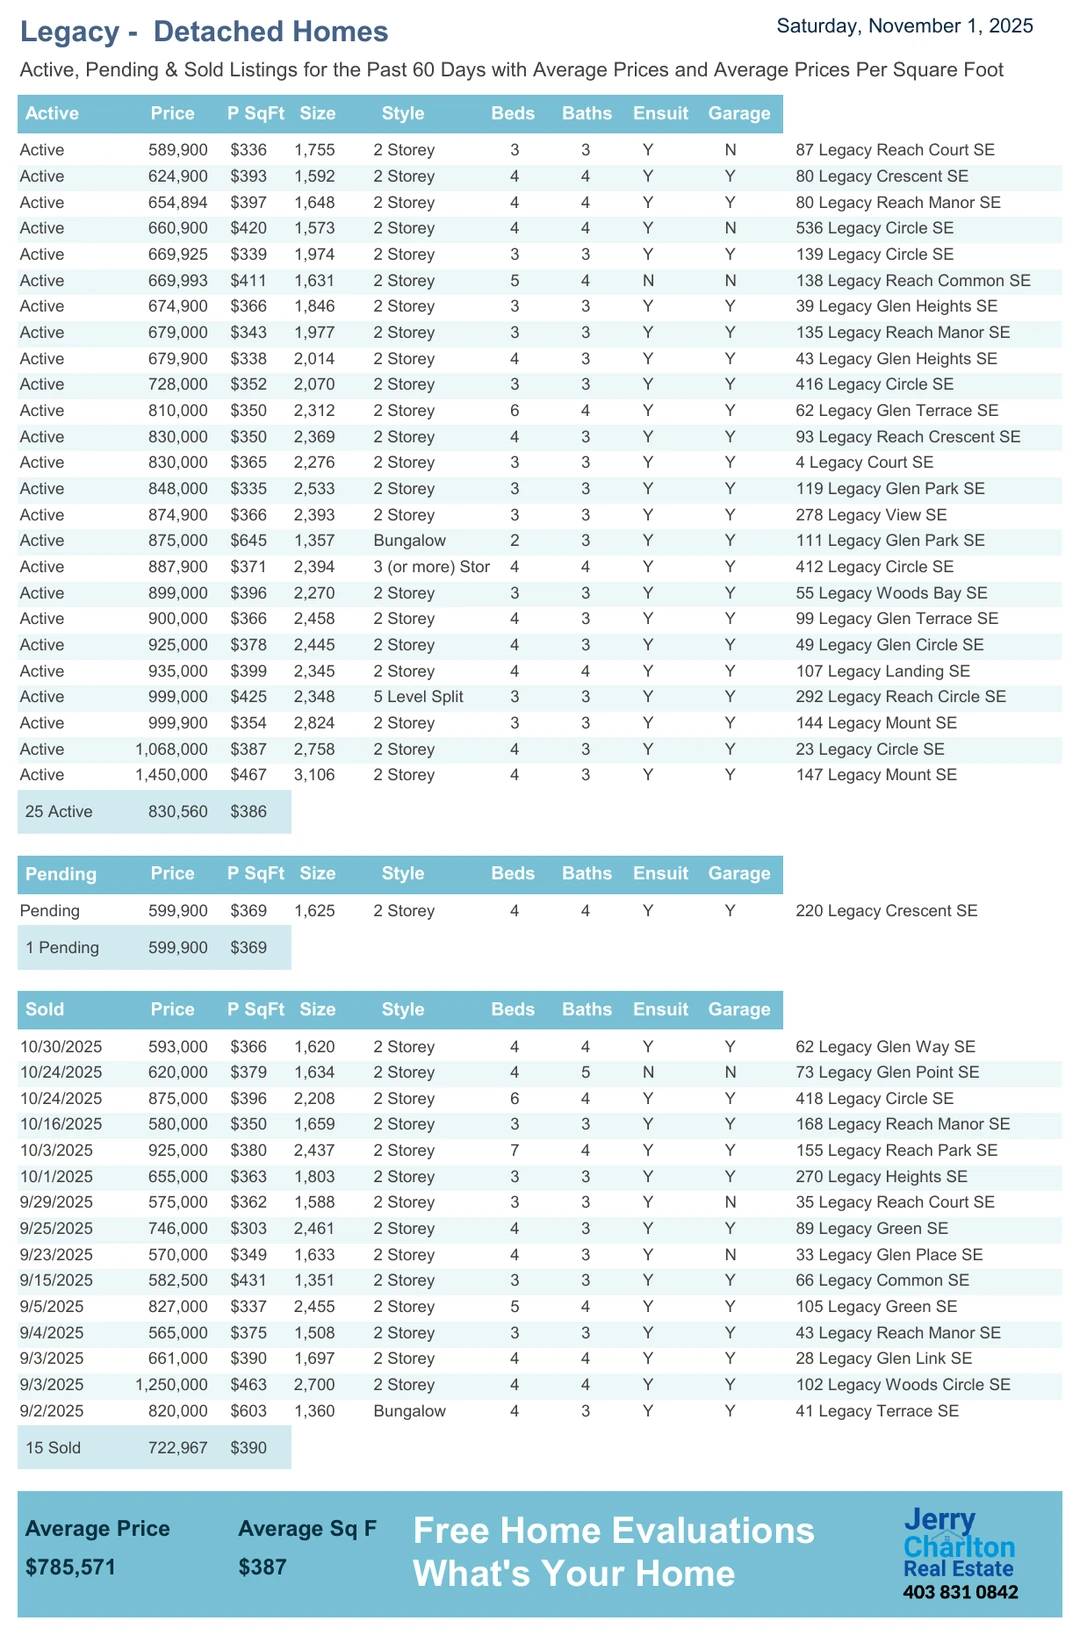 Legacy -  Detached Homes
Saturday, November 1, 2025
Active, Pending & Sold Listings for the Past 60 Days with Average Prices and Average Prices Per Square Foot
Active Price P SqFt Size Style Beds Baths Ensuit Garage
Active 589,900 $336 1,755 2 Storey 3 3 Y N 87 Legacy Reach Court SE
Active 624,900 $393 1,592 2 Storey 4 4 Y Y 80 Legacy Crescent SE
Active 654,894 $397 1,648 2 Storey 4 4 Y Y 80 Legacy Reach Manor SE
Active 660,900 $420 1,573 2 Storey 4 4 Y N 536 Legacy Circle SE
Active 669,925 $339 1,974 2 Storey 3 3 Y Y 139 Legacy Circle SE
Active 669,993 $411 1,631 2 Storey 5 4 N N 138 Legacy Reach Common SE
Active 674,900 $366 1,846 2 Storey 3 3 Y Y 39 Legacy Glen Heights SE
Active 679,000 $343 1,977 2 Storey 3 3 Y Y 135 Legacy Reach Manor SE
Active 679,900 $338 2,014 2 Storey 4 3 Y Y 43 Legacy Glen Heights SE
Active 728,000 $352 2,070 2 Storey 3 3 Y Y 416 Legacy Circle SE
Active 810,000 $350 2,312 2 Storey 6 4 Y Y 62 Legacy Glen Terrace SE
Active 830,000 $350 2,369 2 Storey 4 3 Y Y 93 Legacy Reach Crescent SE
Active 830,000 $365 2,276 2 Storey 3 3 Y Y 4 Legacy Court SE
Active 848,000 $335 2,533 2 Storey 3 3 Y Y 119 Legacy Glen Park SE
Active 874,900 $366 2,393 2 Storey 3 3 Y Y 278 Legacy View SE
Active 875,000 $645 1,357 Bungalow 2 3 Y Y 111 Legacy Glen Park SE
Active 887,900 $371 2,394 3 (or more) Stor 4 4 Y Y 412 Legacy Circle SE
Active 899,000 $396 2,270 2 Storey 3 3 Y Y 55 Legacy Woods Bay SE
Active 900,000 $366 2,458 2 Storey 4 3 Y Y 99 Legacy Glen Terrace SE
Active 925,000 $378 2,445 2 Storey 4 3 Y Y 49 Legacy Glen Circle SE
Active 935,000 $399 2,345 2 Storey 4 4 Y Y 107 Legacy Landing SE
Active 999,000 $425 2,348 5 Level Split 3 3 Y Y 292 Legacy Reach Circle SE
Active 999,900 $354 2,824 2 Storey 3 3 Y Y 144 Legacy Mount SE
Active 1,068,000 $387 2,758 2 Storey 4 3 Y Y 23 Legacy Circle SE
Active 1,450,000 $467 3,106 2 Storey 4 3 Y Y 147 Legacy Mount SE
25 Active 830,560 $386
Pending Price P SqFt Size Style Beds Baths Ensuit Garage
Pending 599,900 $369 1,625 2 Storey 4 4 Y Y 220 Legacy Crescent SE
1 Pending 599,900 $369
Sold Price P SqFt Size Style Beds Baths Ensuit Garage
10/30/2025 593,000 $366 1,620 2 Storey 4 4 Y Y 62 Legacy Glen Way SE
10/24/2025 620,000 $379 1,634 2 Storey 4 5 N N 73 Legacy Glen Point SE
10/24/2025 875,000 $396 2,208 2 Storey 6 4 Y Y 418 Legacy Circle SE
10/16/2025 580,000 $350 1,659 2 Storey 3 3 Y Y 168 Legacy Reach Manor SE
10/3/2025 925,000 $380 2,437 2 Storey 7 4 Y Y 155 Legacy Reach Park SE
10/1/2025 655,000 $363 1,803 2 Storey 3 3 Y Y 270 Legacy Heights SE
9/29/2025 575,000 $362 1,588 2 Storey 3 3 Y N 35 Legacy Reach Court SE
9/25/2025 746,000 $303 2,461 2 Storey 4 3 Y Y 89 Legacy Green SE
9/23/2025 570,000 $349 1,633 2 Storey 4 3 Y N 33 Legacy Glen Place SE
9/15/2025 582,500 $431 1,351 2 Storey 3 3 Y Y 66 Legacy Common SE
9/5/2025 827,000 $337 2,455 2 Storey 5 4 Y Y 105 Legacy Green SE
9/4/2025 565,000 $375 1,508 2 Storey 3 3 Y Y 43 Legacy Reach Manor SE
9/3/2025 661,000 $390 1,697 2 Storey 4 4 Y Y 28 Legacy Glen Link SE
9/3/2025 1,250,000 $463 2,700 2 Storey 4 4 Y Y 102 Legacy Woods Circle SE
9/2/2025 820,000 $603 1,360 Bungalow 4 3 Y Y 41 Legacy Terrace SE
15 Sold 722,967 $390
Average Price Average Sq F
$785,571 $387
Free Home Evaluations
What's Your Home
Jerry
Charlton
Real Estate
403 831 0842